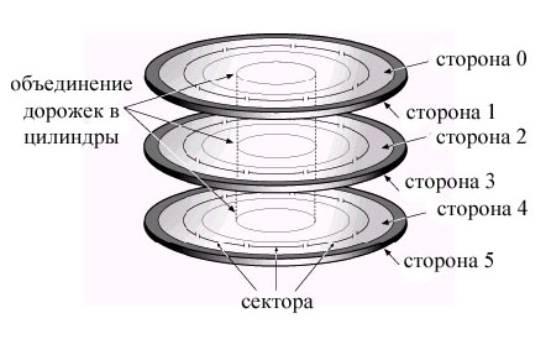 объединение
дорожек в
цилиндры
сторона 0
сторона 1
сторона 2
сторона 3
сторона 4
сторона 5
сектора